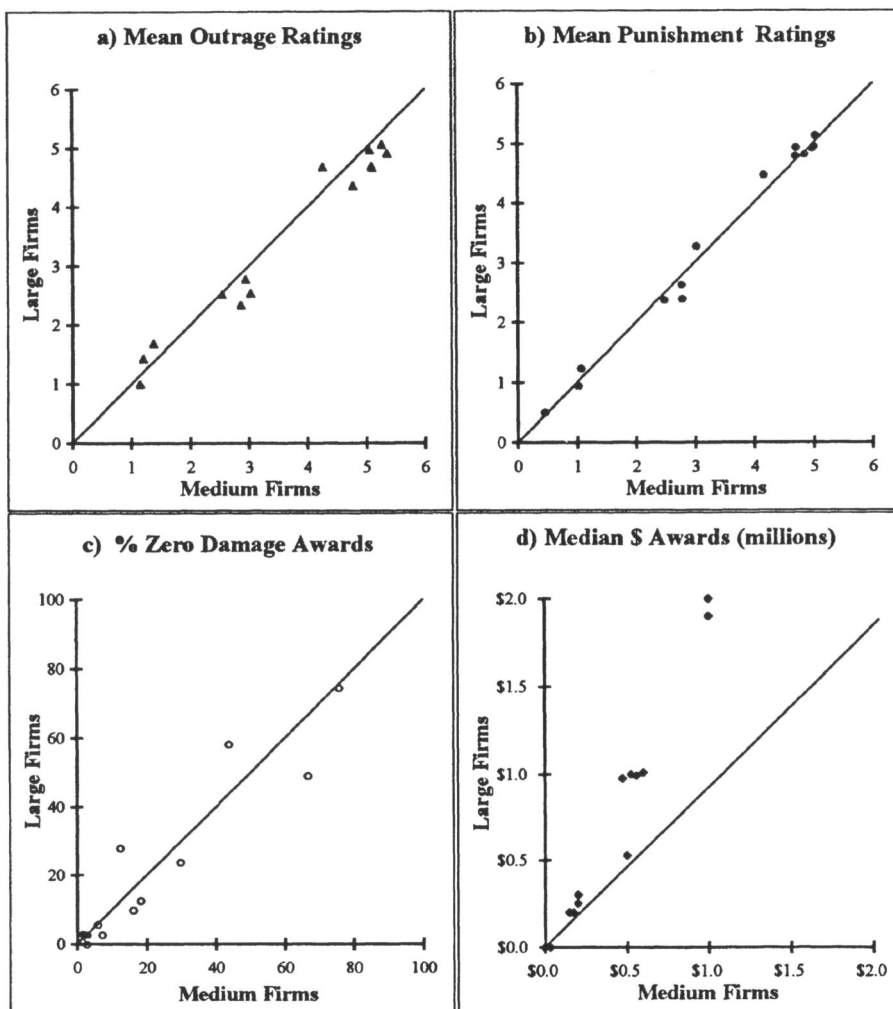 a) Mean Outrage Ratings
6
5
4
3
2
1
0
0 1 2 3 4 5 6
Large Firms
Medium Firms
b) Mean Punishment Ratings
6
5
4
3
2
1
0
0 1 2 3 4 5 6
Large Firms
Medium Firms
c) % Zero Damage Awards
100
80
60
40
20
0
0 20 40 60 80 100
Large Firms
Medium Firms
d) Median $ Awards (millions)
$2.0
$1.5
$1.0
$0.5
$0.0
$0.0 $0.5 $1.0 $1.5 $2.0
Large Firms
Medium Firms